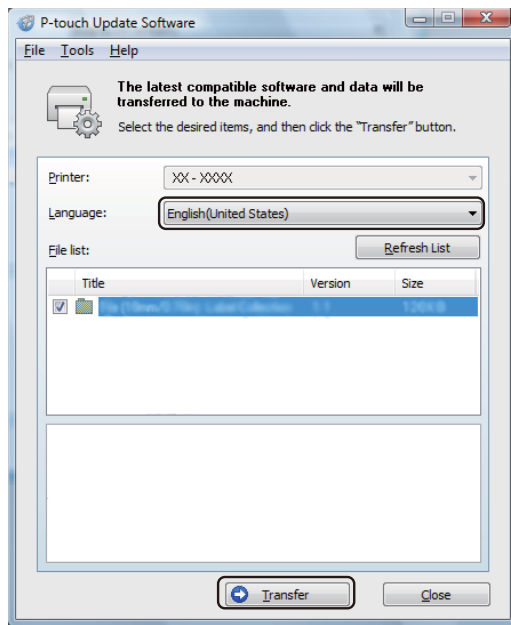 P-touch Update Software
File Tools Help
The latest compatible software and data will be
transferred to the machine.
Select the desired items, and then click the "Transfer" button.
Printer: XX - XXXX
Language: English(United States)
File list: Refresh List
Title Version Size
Transfer Close